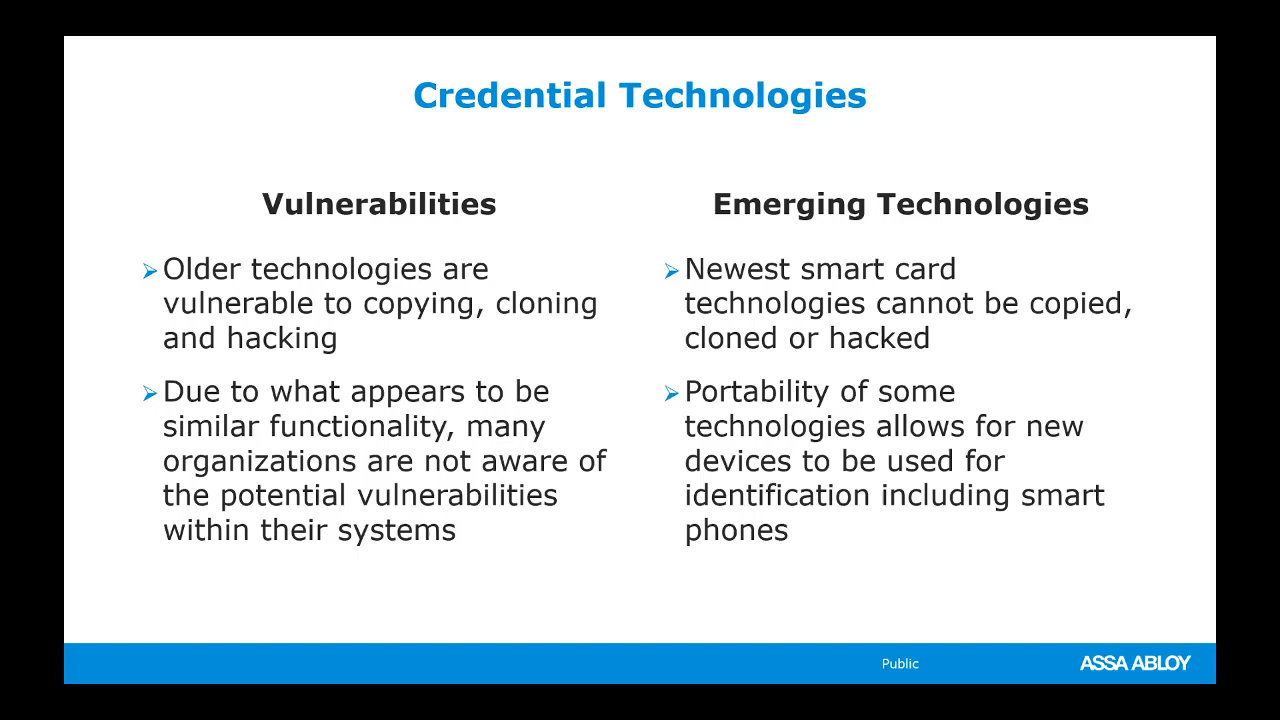 Credential Technologies
Vulnerabilities
Older technologies are
vulnerable to copying, cloning
and hacking
Due to what appears to be
similar functionality, many
organizations are not aware of
the potential vulnerabilities
within their systems
Emerging Technologies
Newest smart card
technologies cannot be copied,
cloned or hacked
Portability of some
technologies allows for new
devices to be used for
identification including smart
phones
Public
ASSA ABLOY